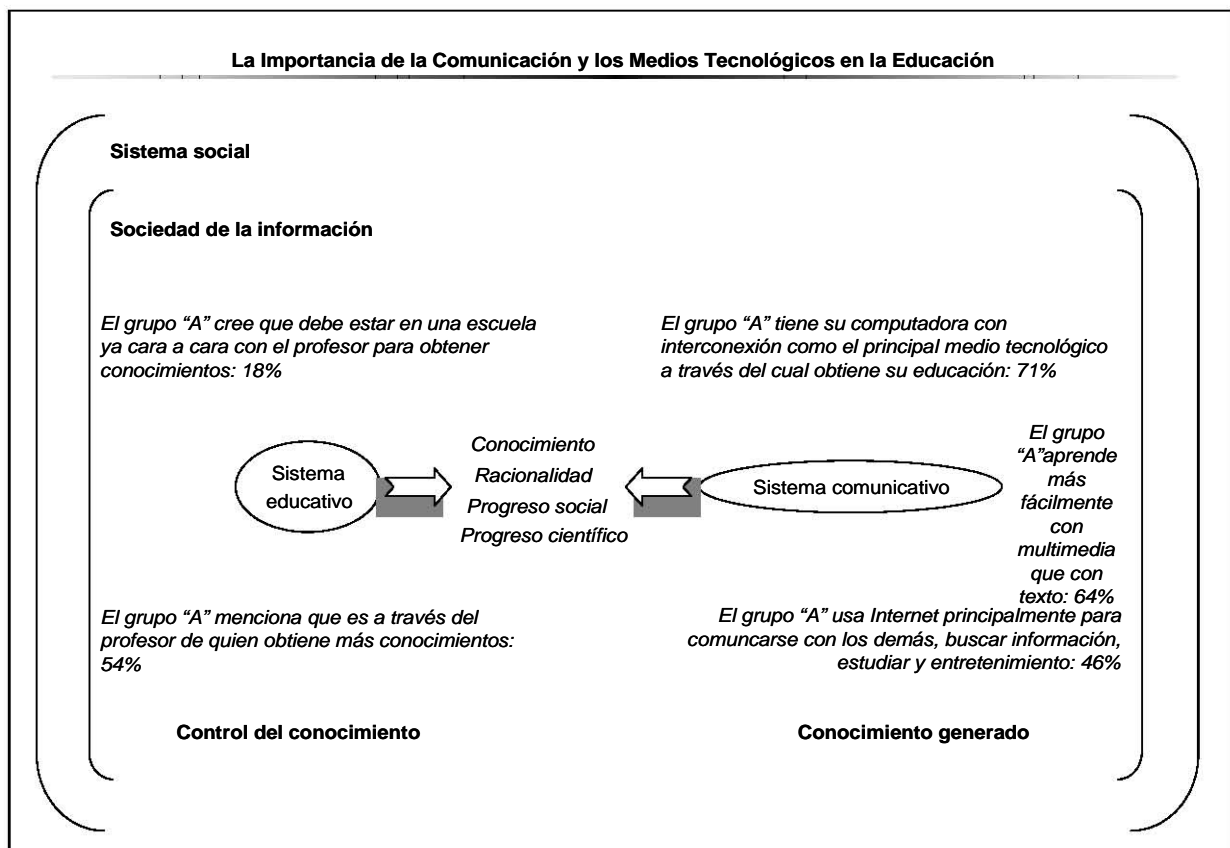 La Importancia de la Comunicación y los Medios Tecnológicos en la Educación
Sistema social
Sociedad de la información
El grupo “A” cree que debe estar en una escuela
ya cara a cara con el profesor para obtener
conocimientos: 18%
El grupo “A” tiene su computadora con
interconexión como el principal medio tecnológico
a través del cual obtiene su educación: 71%
Sistema
educativo
Conocimiento
Racionalidad
Progreso social
Progreso científico
Sistema comunicativo
El grupo
“A”aprende
más
fácilmente
con
multimedia
que con
texto: 64%
El grupo “A” menciona que es a través del
profesor de quien obtiene más conocimientos:
54%
El grupo “A” usa Internet principalmente para
comuncarse con los demás, buscar información,
estudiar y entretenimiento: 46%
Control del conocimiento
Conocimiento generado